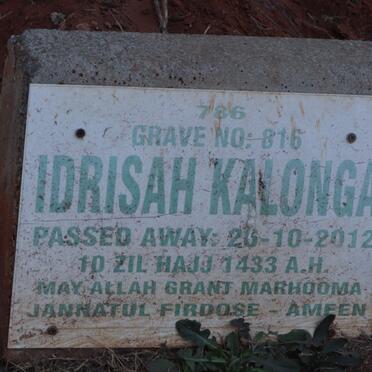 786
GRAVE NO: 816
IDRISAH KALONGA
PASSED AWAY: 26-10-2012
10 ZIL HAJJ 1433 A.H.
MAY ALLAH GRANT MARHOOMA
JANNATUL FIRDOSE - AMEEN